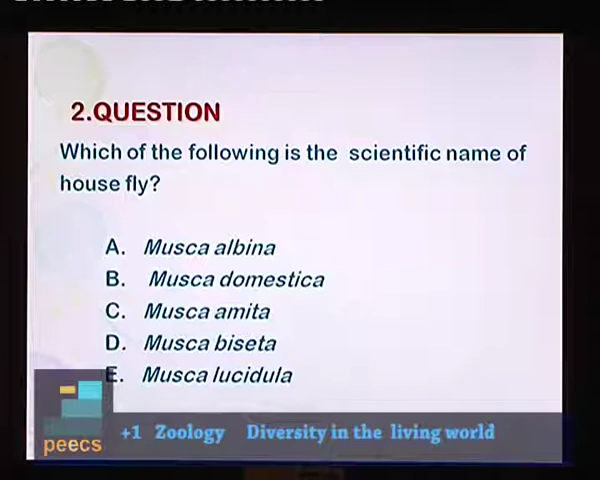 2.QUESTION
Which of the following is the scientific name of
house fly?
A. Musca albina
B. Musca domestica
C. Musca amita
D. Musca biseta
E. Musca lucidula
peecs
+1 Zoology Diversity in the living world